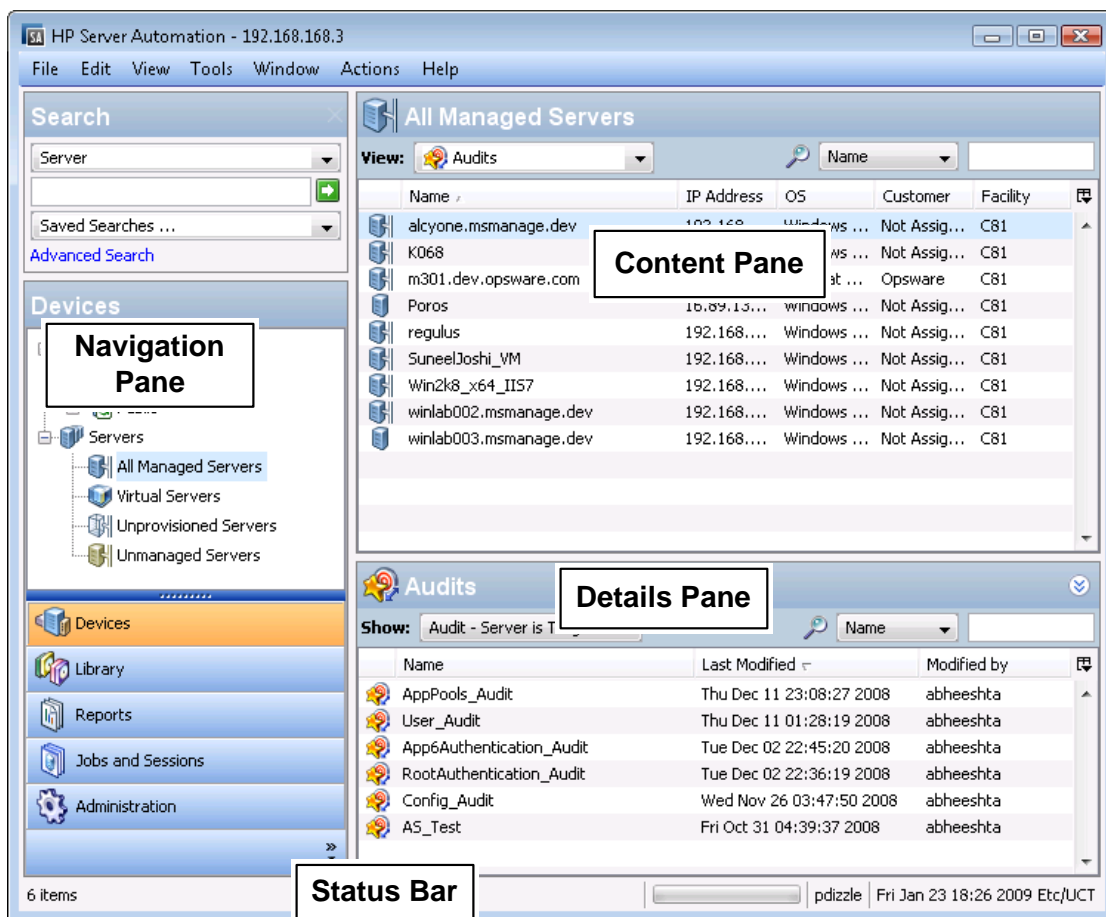 HP Server Automation - 192.168.168.3
File Edit View Tools Window Actions Help
Search
Server
Saved Searches ...
Advanced Search
Devices
Navigation Pane
Servers
All Managed Servers
Virtual Servers
Unprovisioned Servers
Unmanaged Servers
Devices
Library
Reports
Jobs and Sessions
Administration
All Managed Servers
View: Audits Name
Name IP Address OS Customer Facility
alcyone.msmanage.dev Not Assig... C81
K068 Not Assig... C81
m301.dev.opsware.com Opsware C81
Poros 16.89.13... Windows ... Not Assig... C81
regulus 192.168.... Windows ... Not Assig... C81
SuneelJoshi_VM 192.168.... Windows ... Not Assig... C81
Win2k8_x64_IIS7 192.168.... Windows ... Not Assig... C81
winlab002.msmanage.dev 192.168.... Windows ... Not Assig... C81
winlab003.msmanage.dev 192.168.... Windows ... Not Assig... C81
Content Pane
Audits
Details Pane
Show: Audit - Server is Name
Name Last Modified Modified by
AppPools_Audit Thu Dec 11 23:08:27 2008 abheeshta
User_Audit Thu Dec 11 01:28:19 2008 abheeshta
App6Authentication_Audit Tue Dec 02 22:45:20 2008 abheeshta
RootAuthentication_Audit Tue Dec 02 22:36:19 2008 abheeshta
Config_Audit Wed Nov 26 03:47:50 2008 abheeshta
AS_Test Fri Oct 31 04:39:37 2008 abheeshta
Status Bar
6 items pdizzle Fri Jan 23 18:26 2009 Etc/UCT